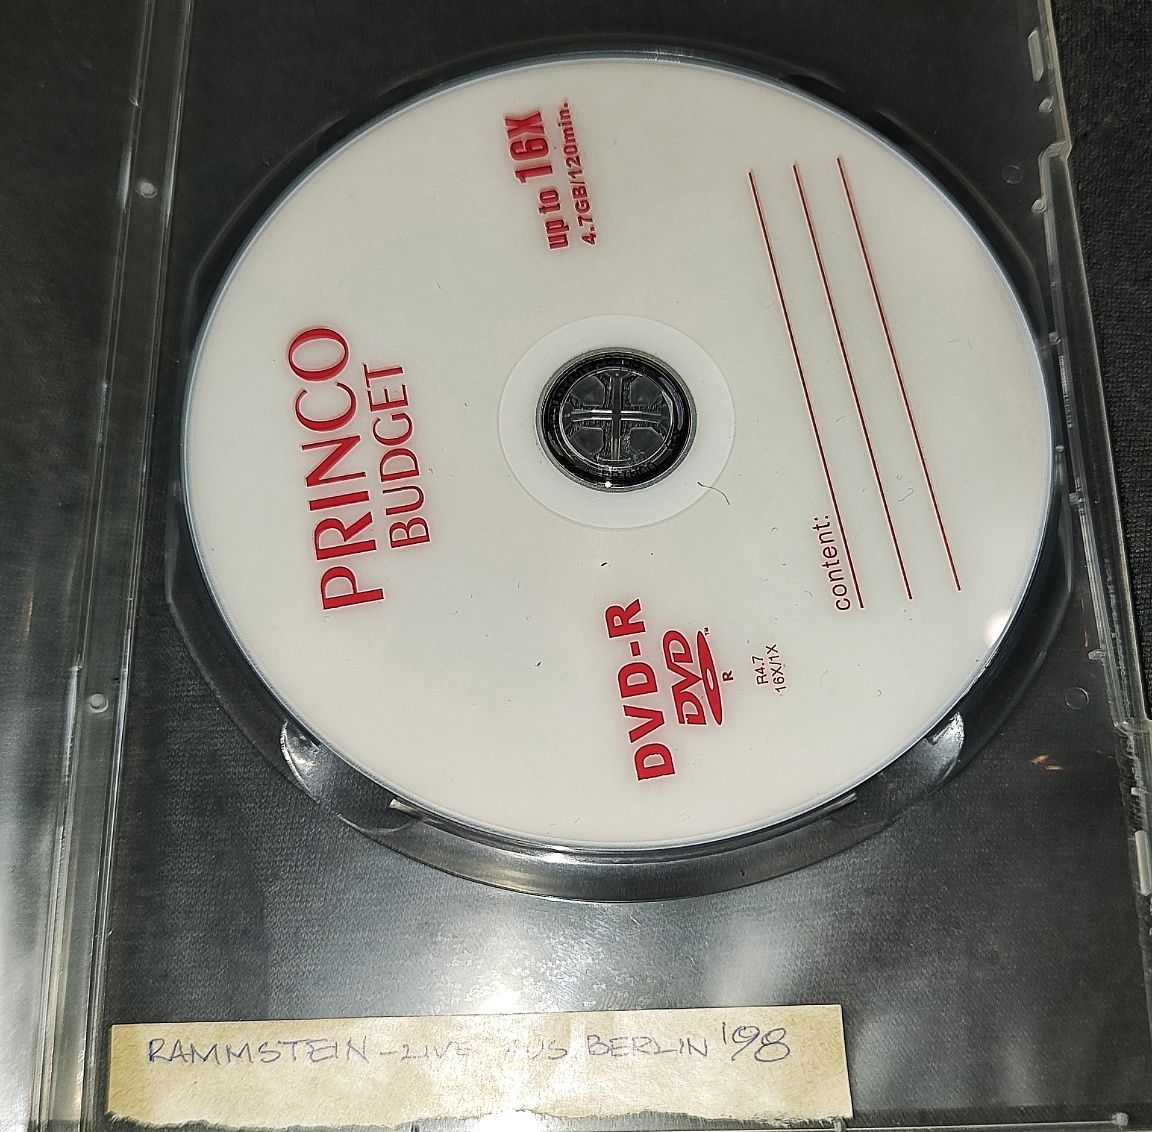 PRINCO
BUDGET
up to 16X
4.7GB/120min.
DVD-R
DVD
TM
R
R4.7
16X/1X
content:
RAMMSTEIN - LIVE AUS BERLIN '98